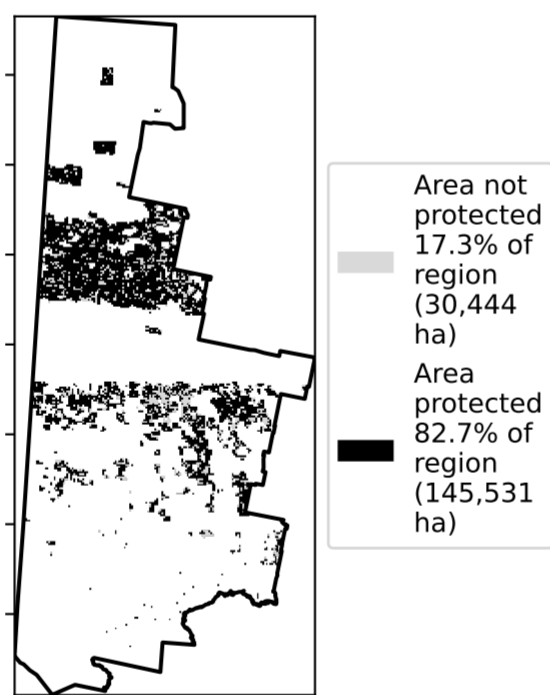 Area not
protected
17.3% of
region
(30,444
ha)
Area
protected
82.7% of
region
(145,531
ha)